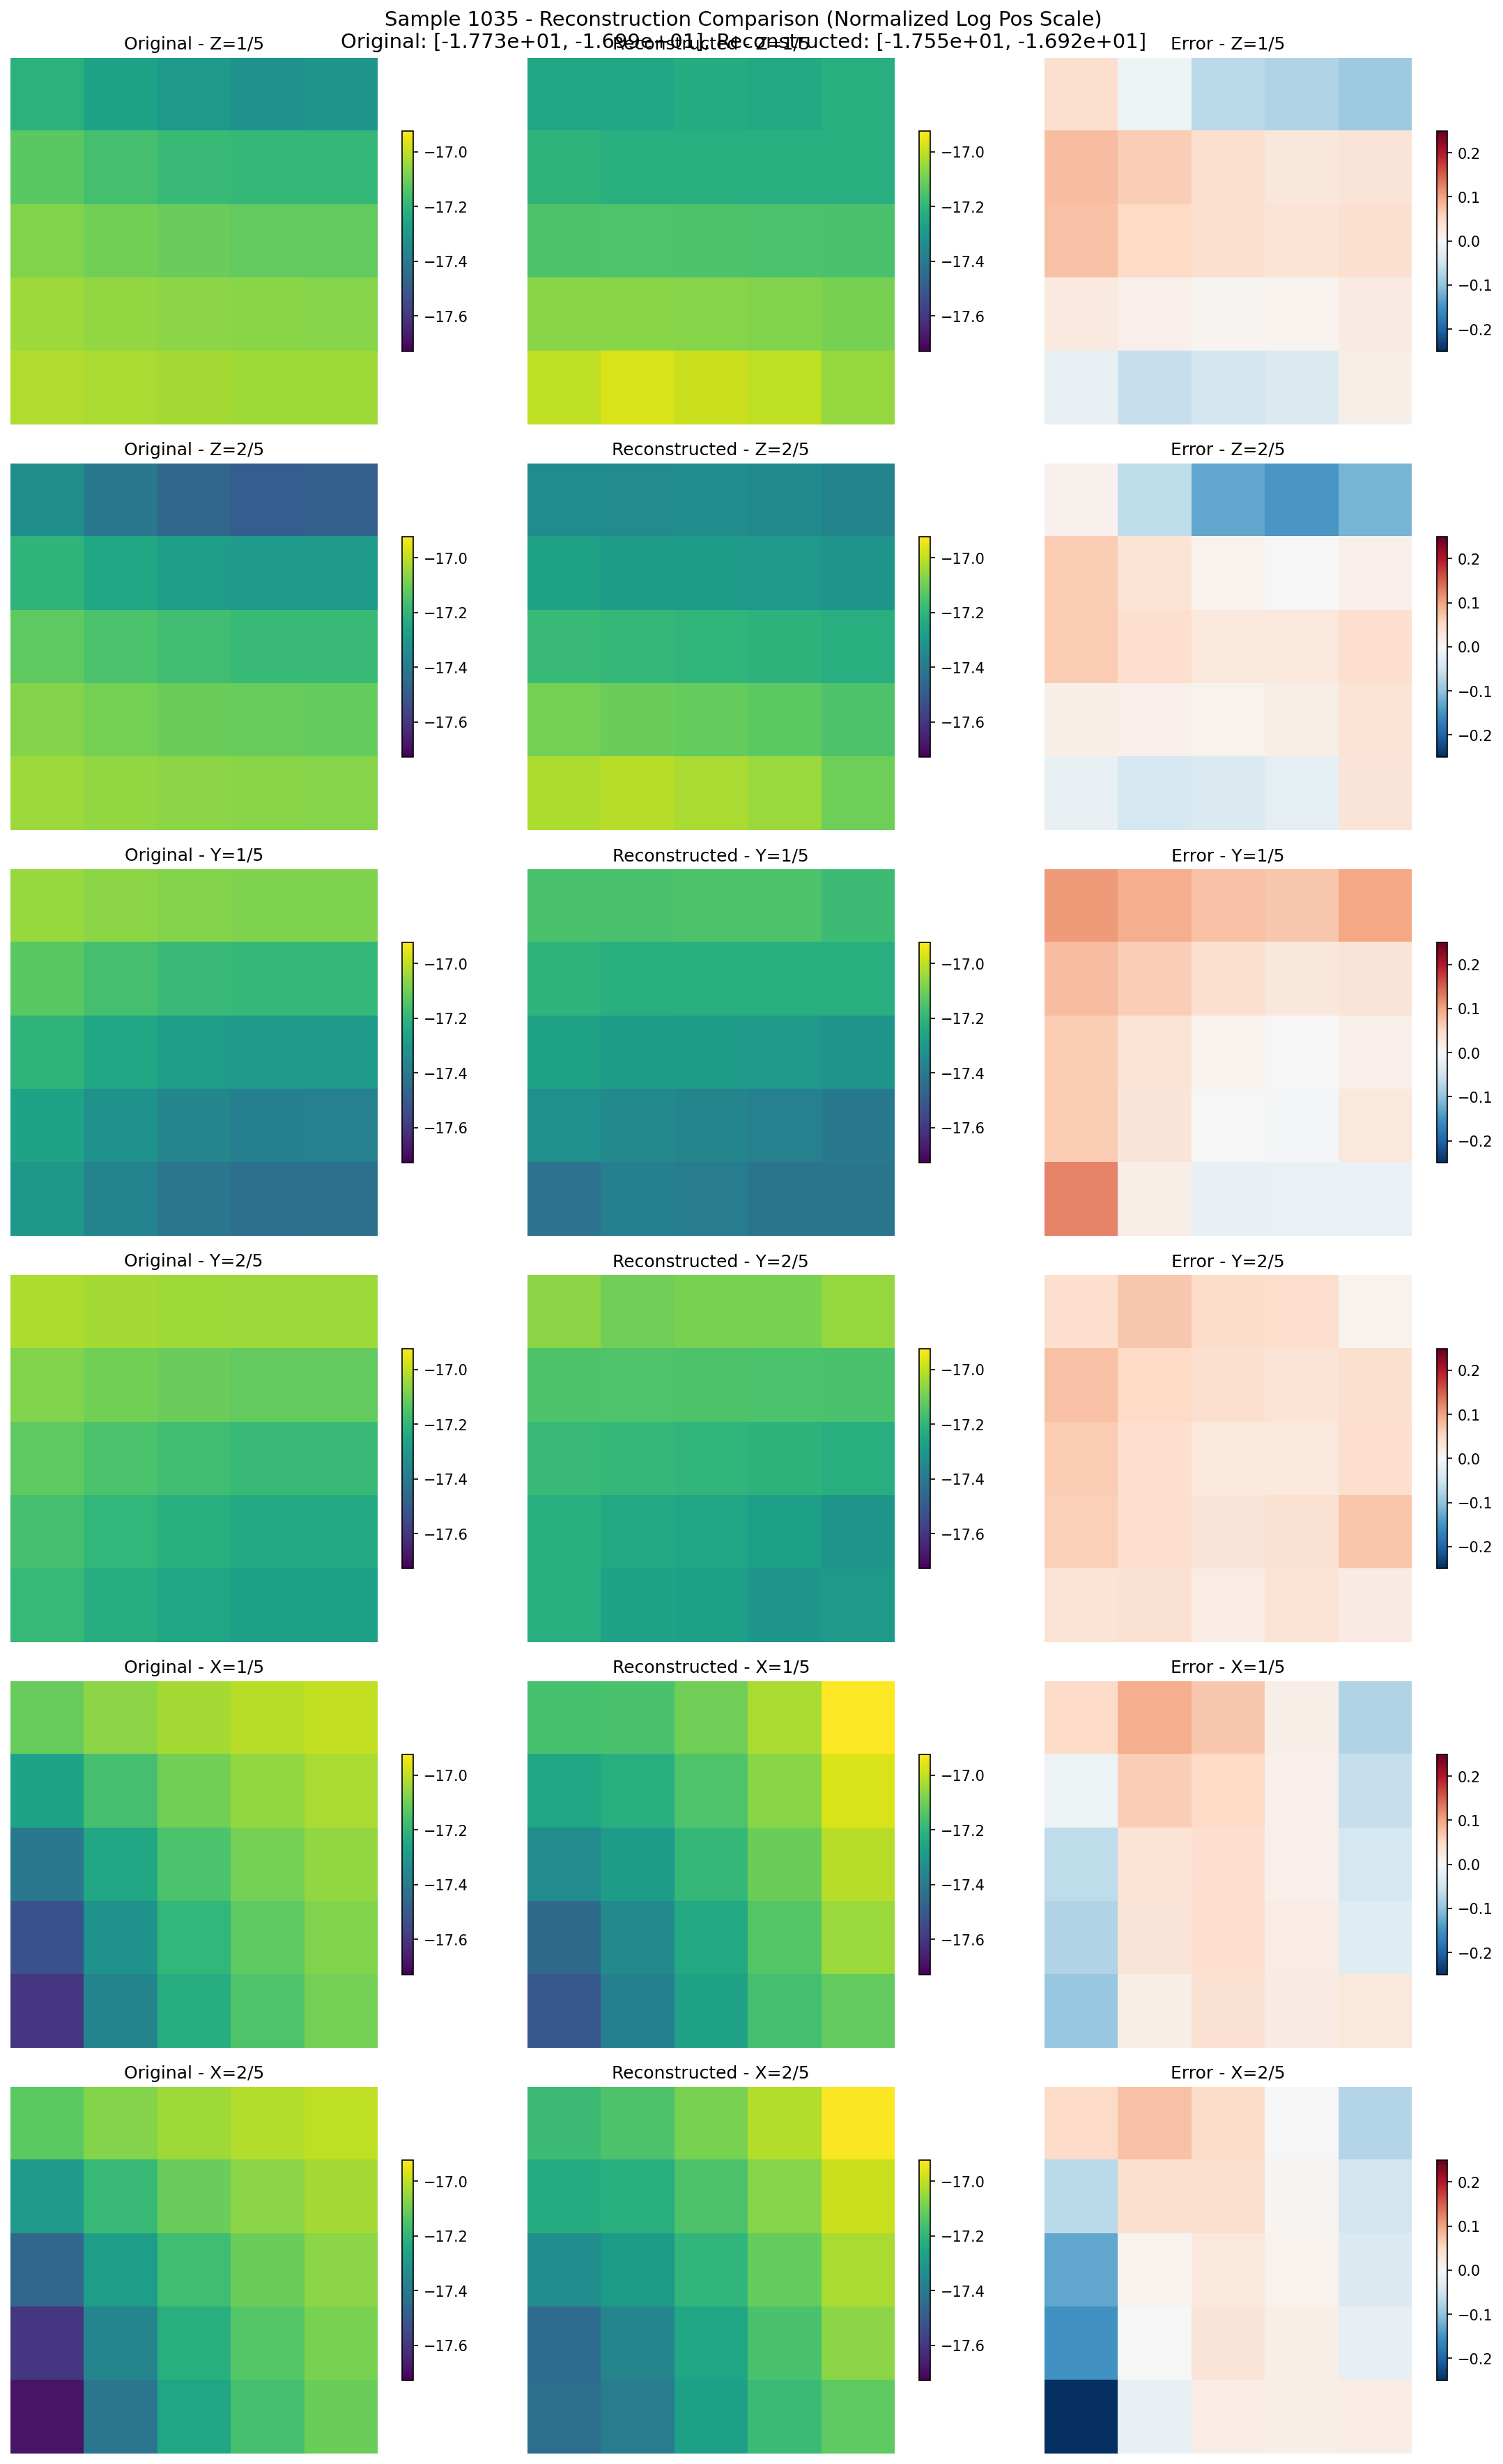 Sample 1035 - Reconstruction Comparison (Normalized Log Pos Scale)
Original: [-1.773e+01, -1.699e+01], Reconstructed: [-1.755e+01, -1.692e+01]
Original - Z=1/5 Reconstructed - Z=1/5 Error - Z=1/5
−17.0 −17.0 0.2
−17.2 −17.2 0.1
−17.4 −17.4 0.0
−17.6 −17.6 −0.1
−0.2
Original - Z=2/5 Reconstructed - Z=2/5 Error - Z=2/5
−17.0 −17.0 0.2
−17.2 −17.2 0.1
−17.4 −17.4 0.0
−17.6 −17.6 −0.1
−0.2
Original - Y=1/5 Reconstructed - Y=1/5 Error - Y=1/5
−17.0 −17.0 0.2
−17.2 −17.2 0.1
−17.4 −17.4 0.0
−17.6 −17.6 −0.1
−0.2
Original - Y=2/5 Reconstructed - Y=2/5 Error - Y=2/5
−17.0 −17.0 0.2
−17.2 −17.2 0.1
−17.4 −17.4 0.0
−17.6 −17.6 −0.1
−0.2
Original - X=1/5 Reconstructed - X=1/5 Error - X=1/5
−17.0 −17.0 0.2
−17.2 −17.2 0.1
−17.4 −17.4 0.0
−17.6 −17.6 −0.1
−0.2
Original - X=2/5 Reconstructed - X=2/5 Error - X=2/5
−17.0 −17.0 0.2
−17.2 −17.2 0.1
−17.4 −17.4 0.0
−17.6 −17.6 −0.1
−0.2